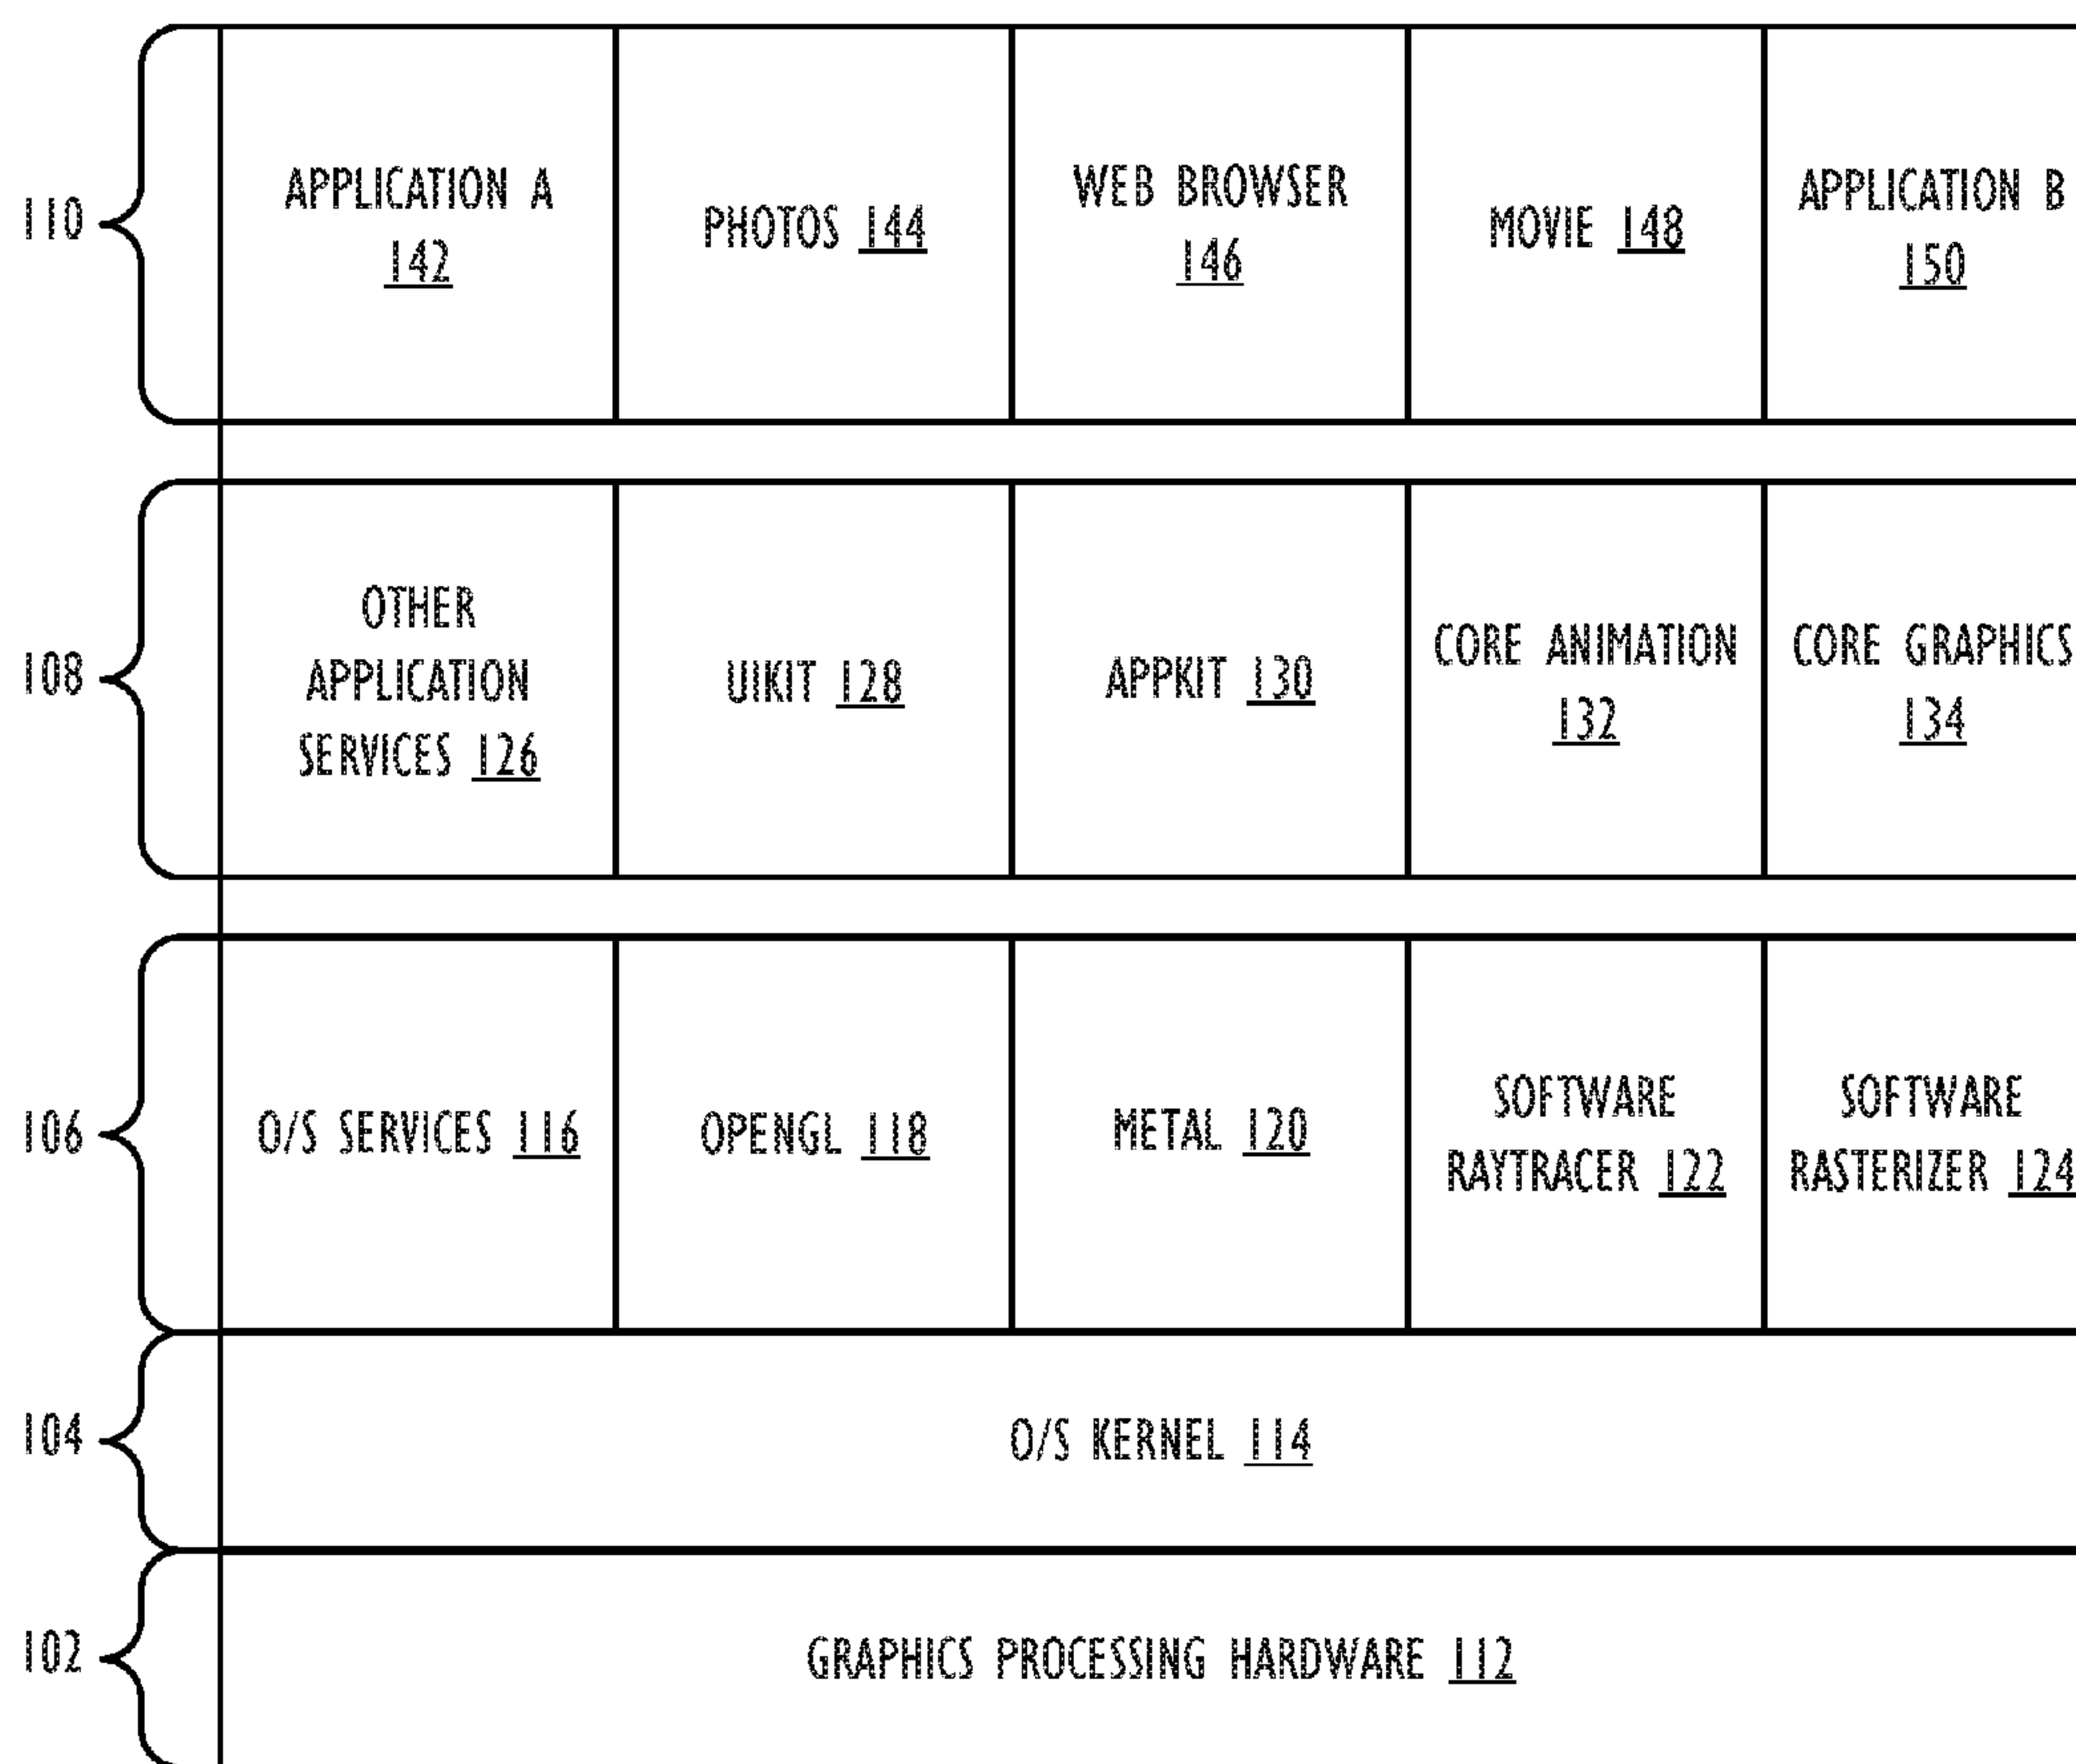 110
APPLICATION A
142
PHOTOS 144
WEB BROWSER
146
MOVIE 148
APPLICATION B
150
108
OTHER
APPLICATION
SERVICES 126
UIKIT 128
APPKIT 130
CORE ANIMATION
132
CORE GRAPHICS
134
106
O/S SERVICES 116
OPENGL 118
METAL 120
SOFTWARE
RAYTRACER 122
SOFTWARE
RASTERIZER 124
104
O/S KERNEL 114
102
GRAPHICS PROCESSING HARDWARE 112